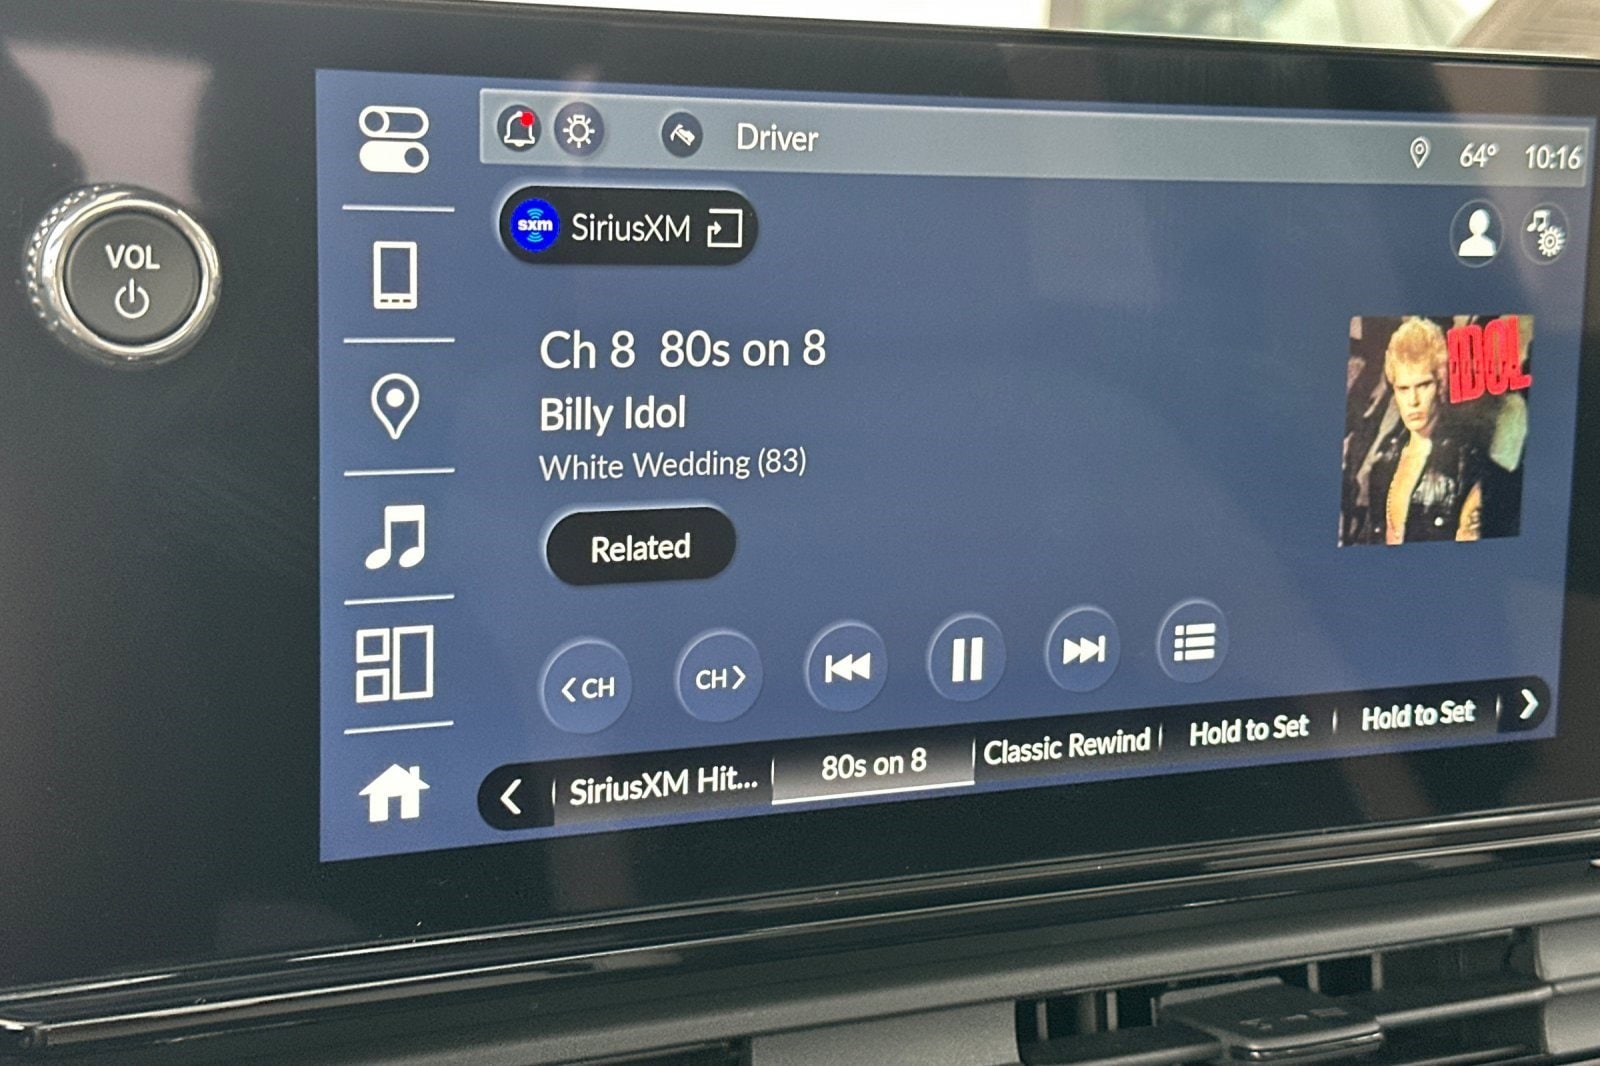 Driver
64° 10:16
VOL
sxm SiriusXM
Ch 8 80s on 8
Billy Idol
White Wedding (83)
IDOL
Related
<CH
CH>
SiriusXM Hit...
80s on 8
Classic Rewind
Hold to Set
Hold to Set